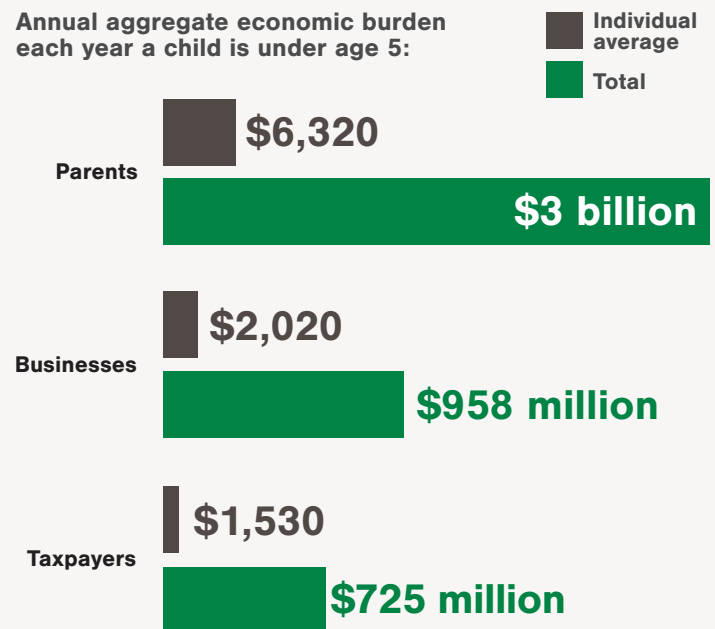 Annual aggregate economic burden
each year a child is under age 5:
Individual
average
Total
Parents
$6,320
$3 billion
Businesses
$2,020
$958 million
Taxpayers
$1,530
$725 million